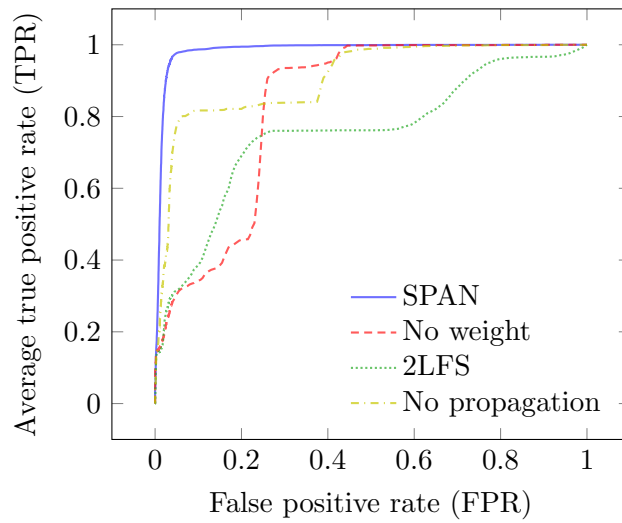 Average true positive rate (TPR)
1
0.8
0.6
0.4
0.2
0
SPAN
No weight
2LFS
No propagation
0 0.2 0.4 0.6 0.8 1
False positive rate (FPR)